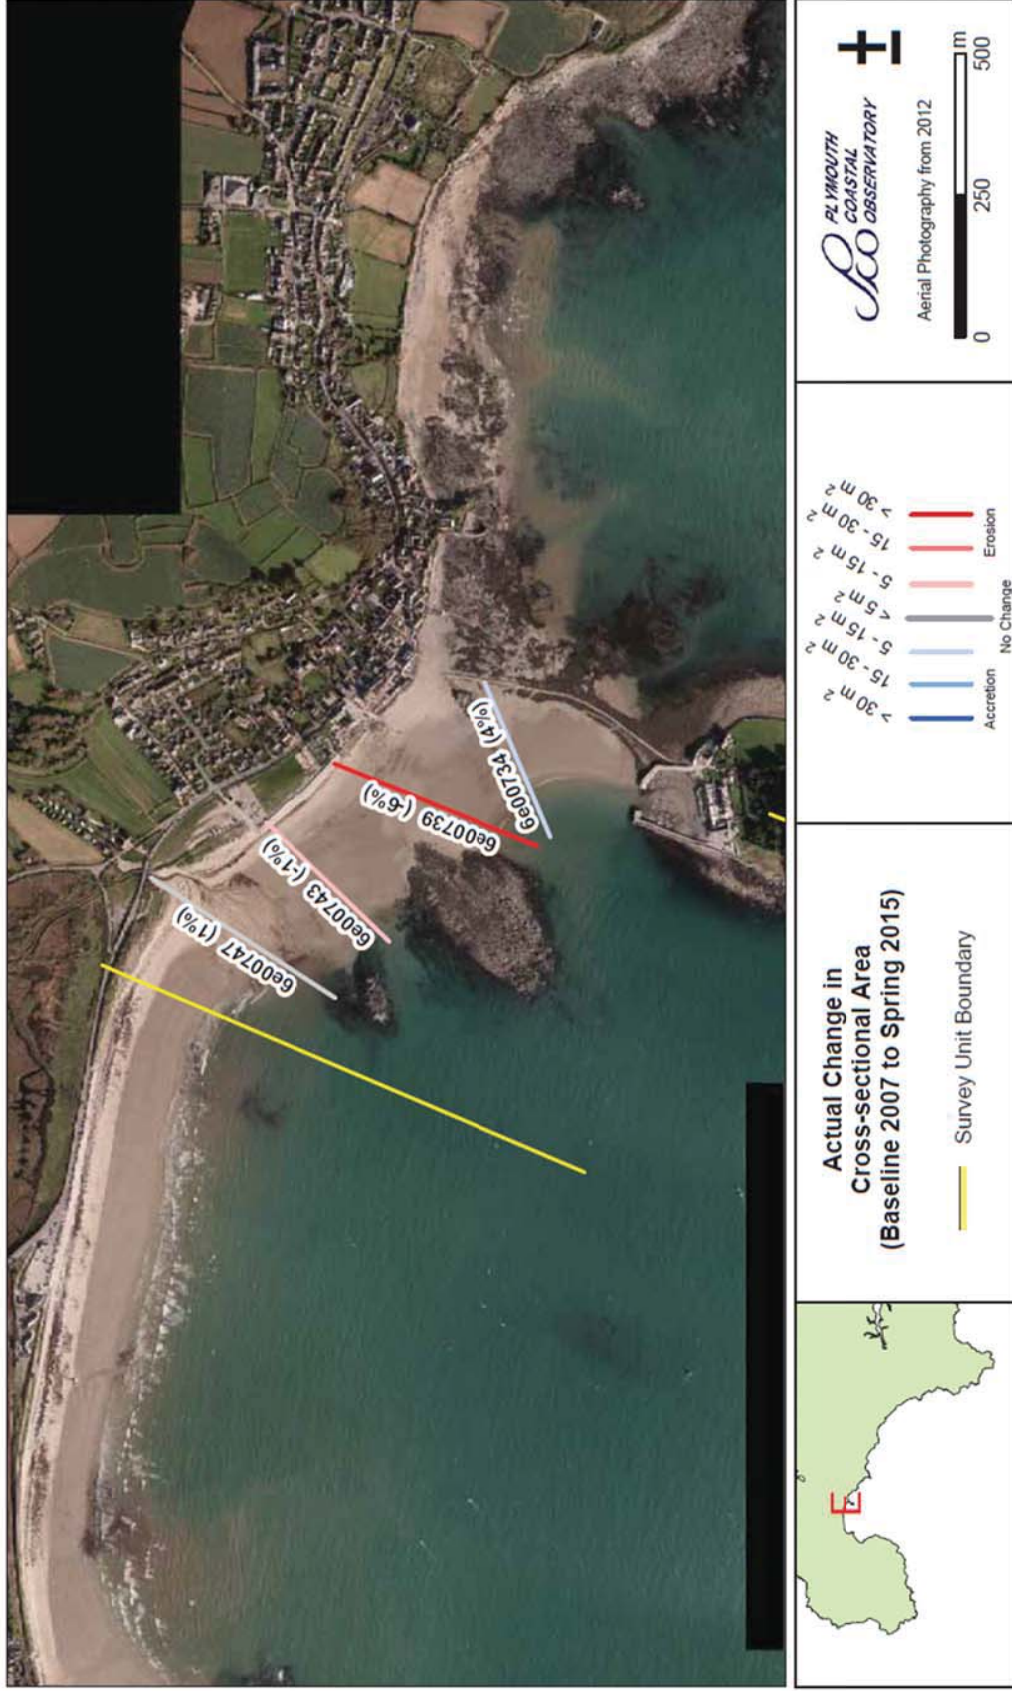 6e00747 (1%)
6e00743 (-1%)
6e00739 (-6%)
6e00734 (4%)
Actual Change in
Cross-sectional Area
(Baseline 2007 to Spring 2015)
Survey Unit Boundary
> 30 m²
15 - 30 m²
5 - 15 m²
< 5 m²
5 - 15 m²
15 - 30 m²
> 30 m²
Accretion
No Change
Erosion
PCO
PLYMOUTH
COASTAL
OBSERVATORY
Aerial Photography from 2012
m
0 250 500